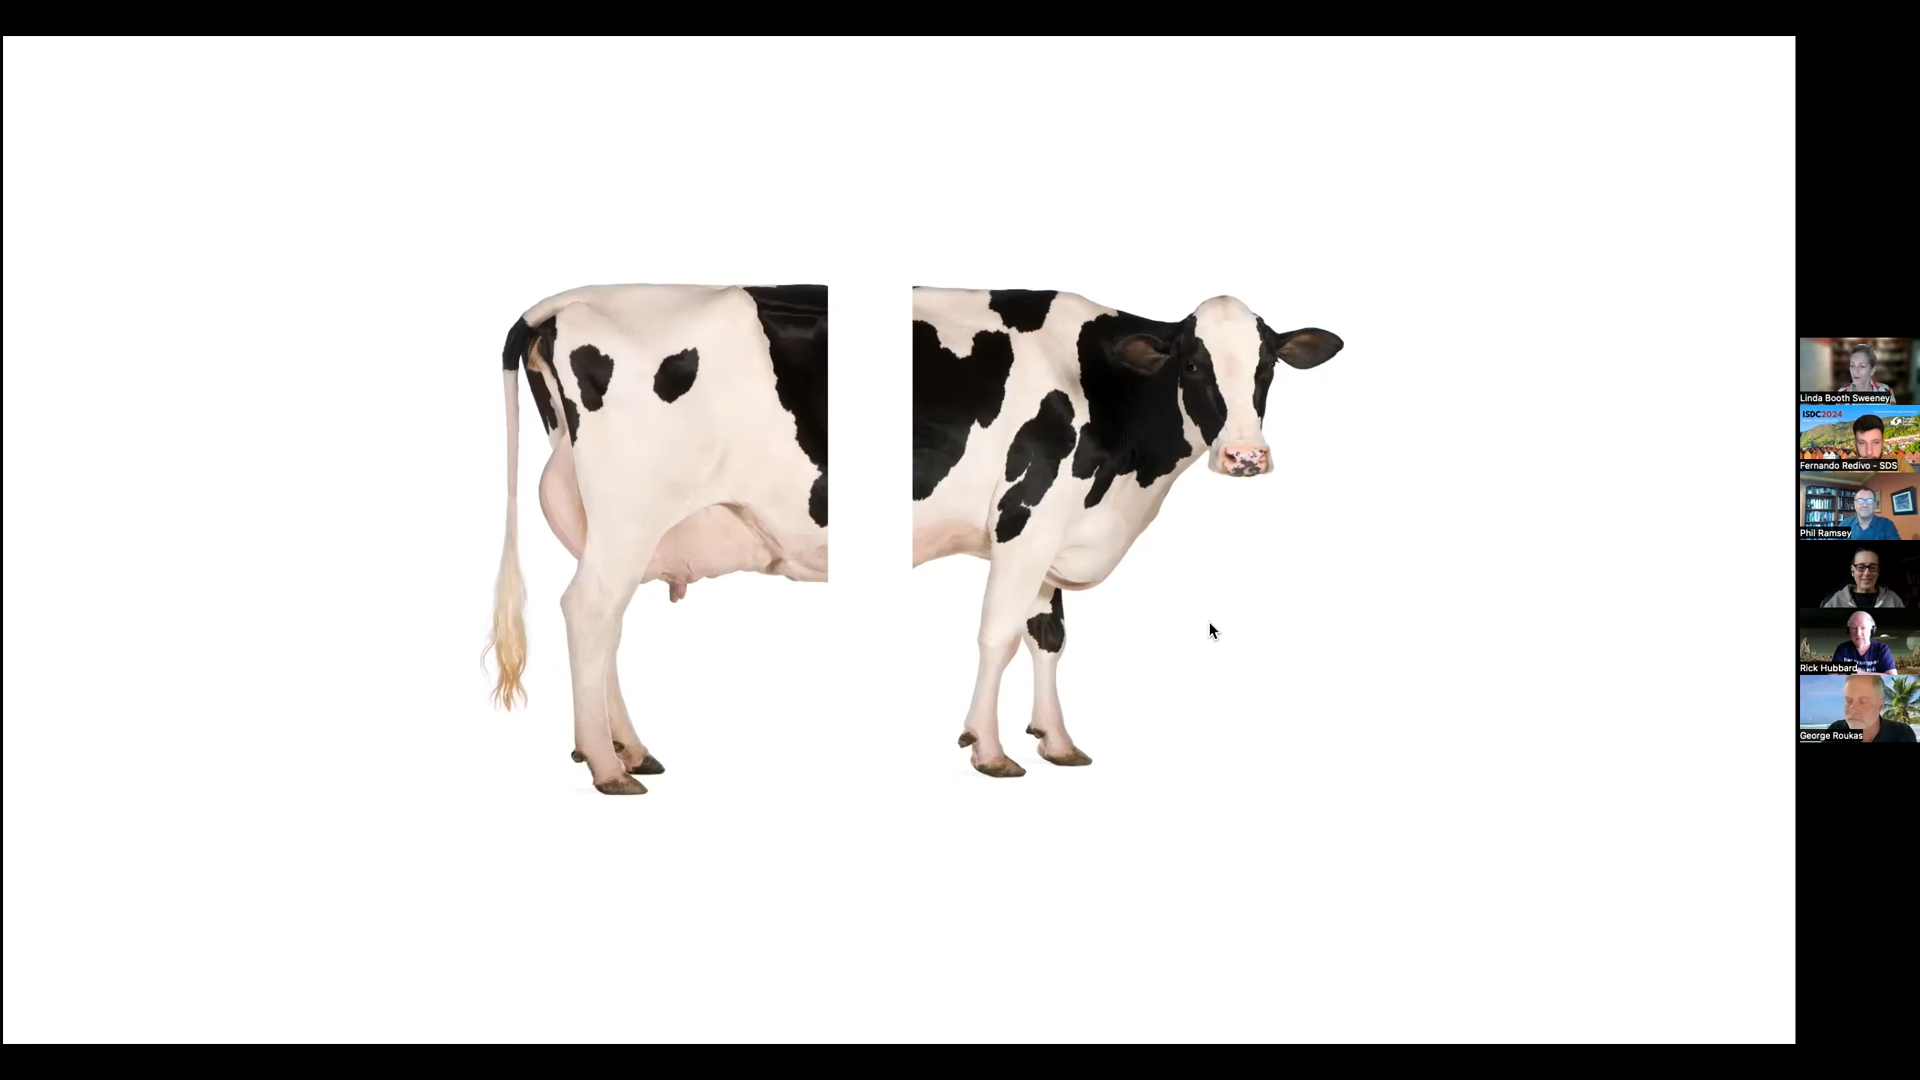 Linda Booth Sweeney
ISDC2024
Fernando Redivo - SDS
Phil Ramsey
Rick Hubbard
George Roukas